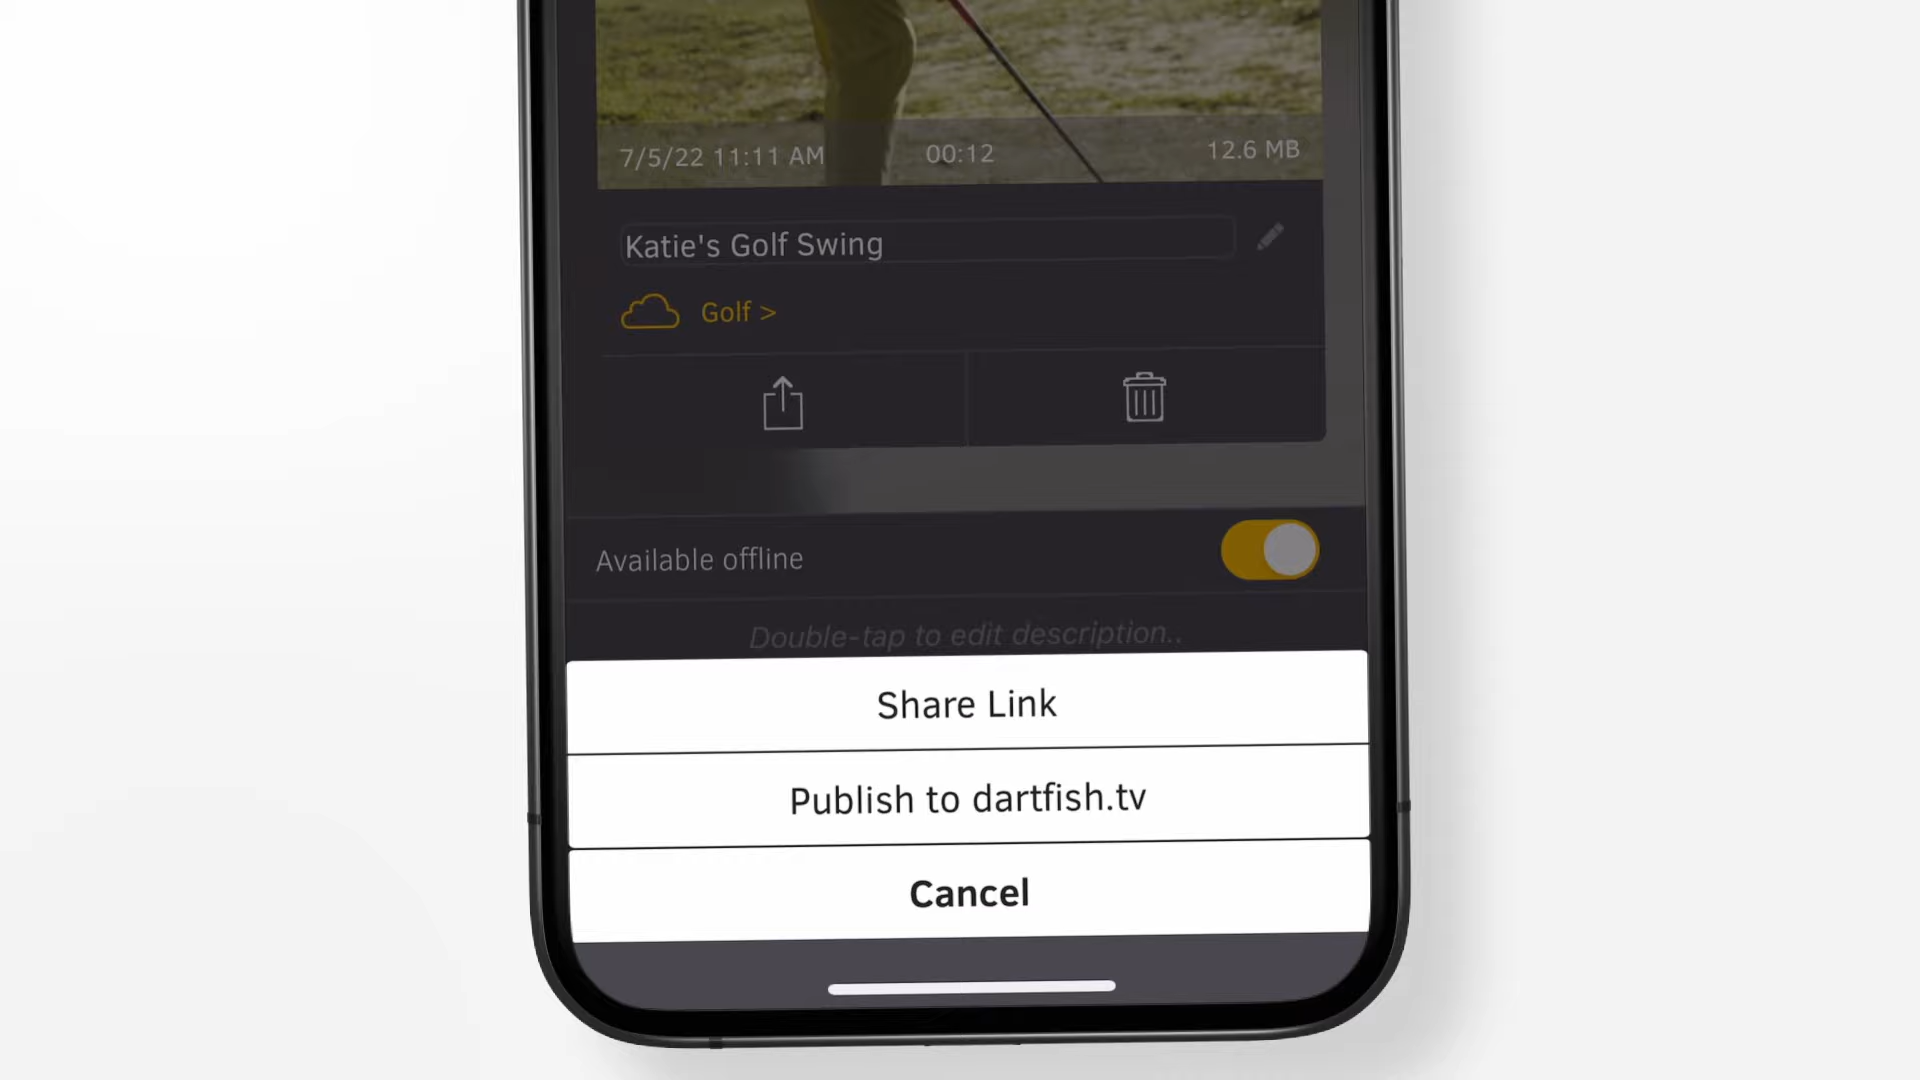 7/5/22 11:11 AM 00:12 12.6 MB
Katie's Golf Swing
Golf >
Available offline
Double-tap to edit description..
Share Link
Publish to dartfish.tv
Cancel